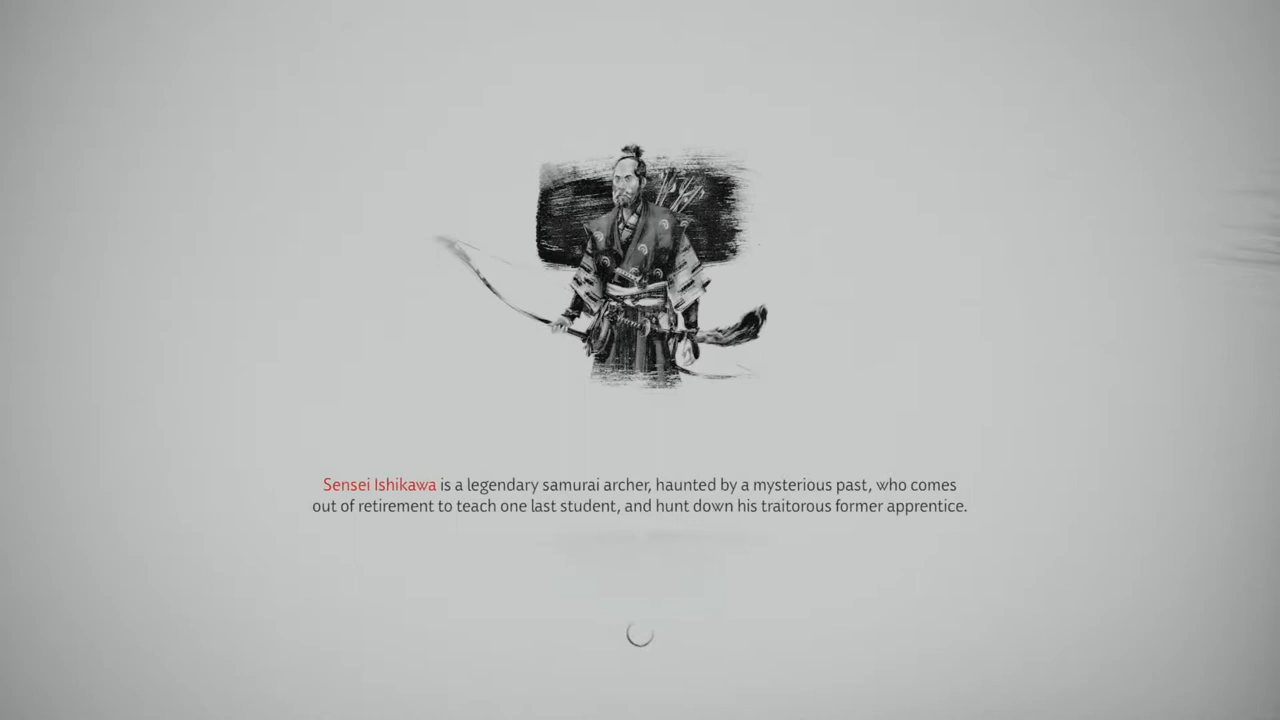 Sensei Ishikawa is a legendary samurai archer, haunted by a mysterious past, who comes
out of retirement to teach one last student, and hunt down his traitorous former apprentice.